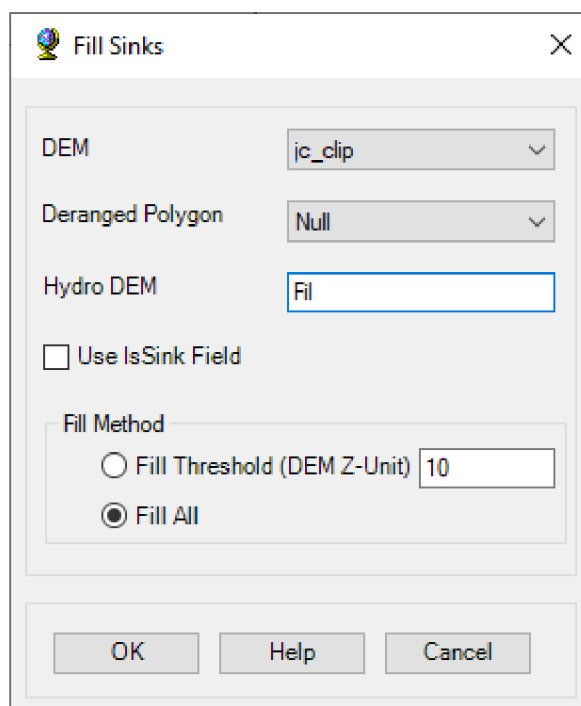 Fill Sinks
DEM jc_clip
Deranged Polygon Null
Hydro DEM Fil
Use IsSink Field
Fill Method
Fill Threshold (DEM Z-Unit) 10
Fill All
OK Help Cancel